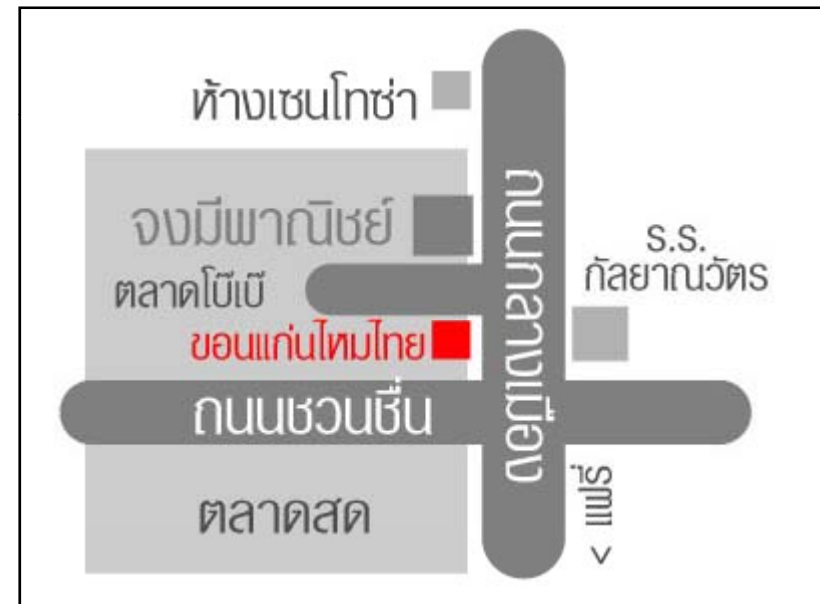 ห้างเซนโทซ่า
จงมีพาณิชย์
ตลาดโบ๊เบ๊
ขอนแก่นไหมไทย
ถนนชวนชื่น
ตลาดสด
ถนนกลางเมือง
ร.ร.
กัลยาณวัตร
< แฟรี่